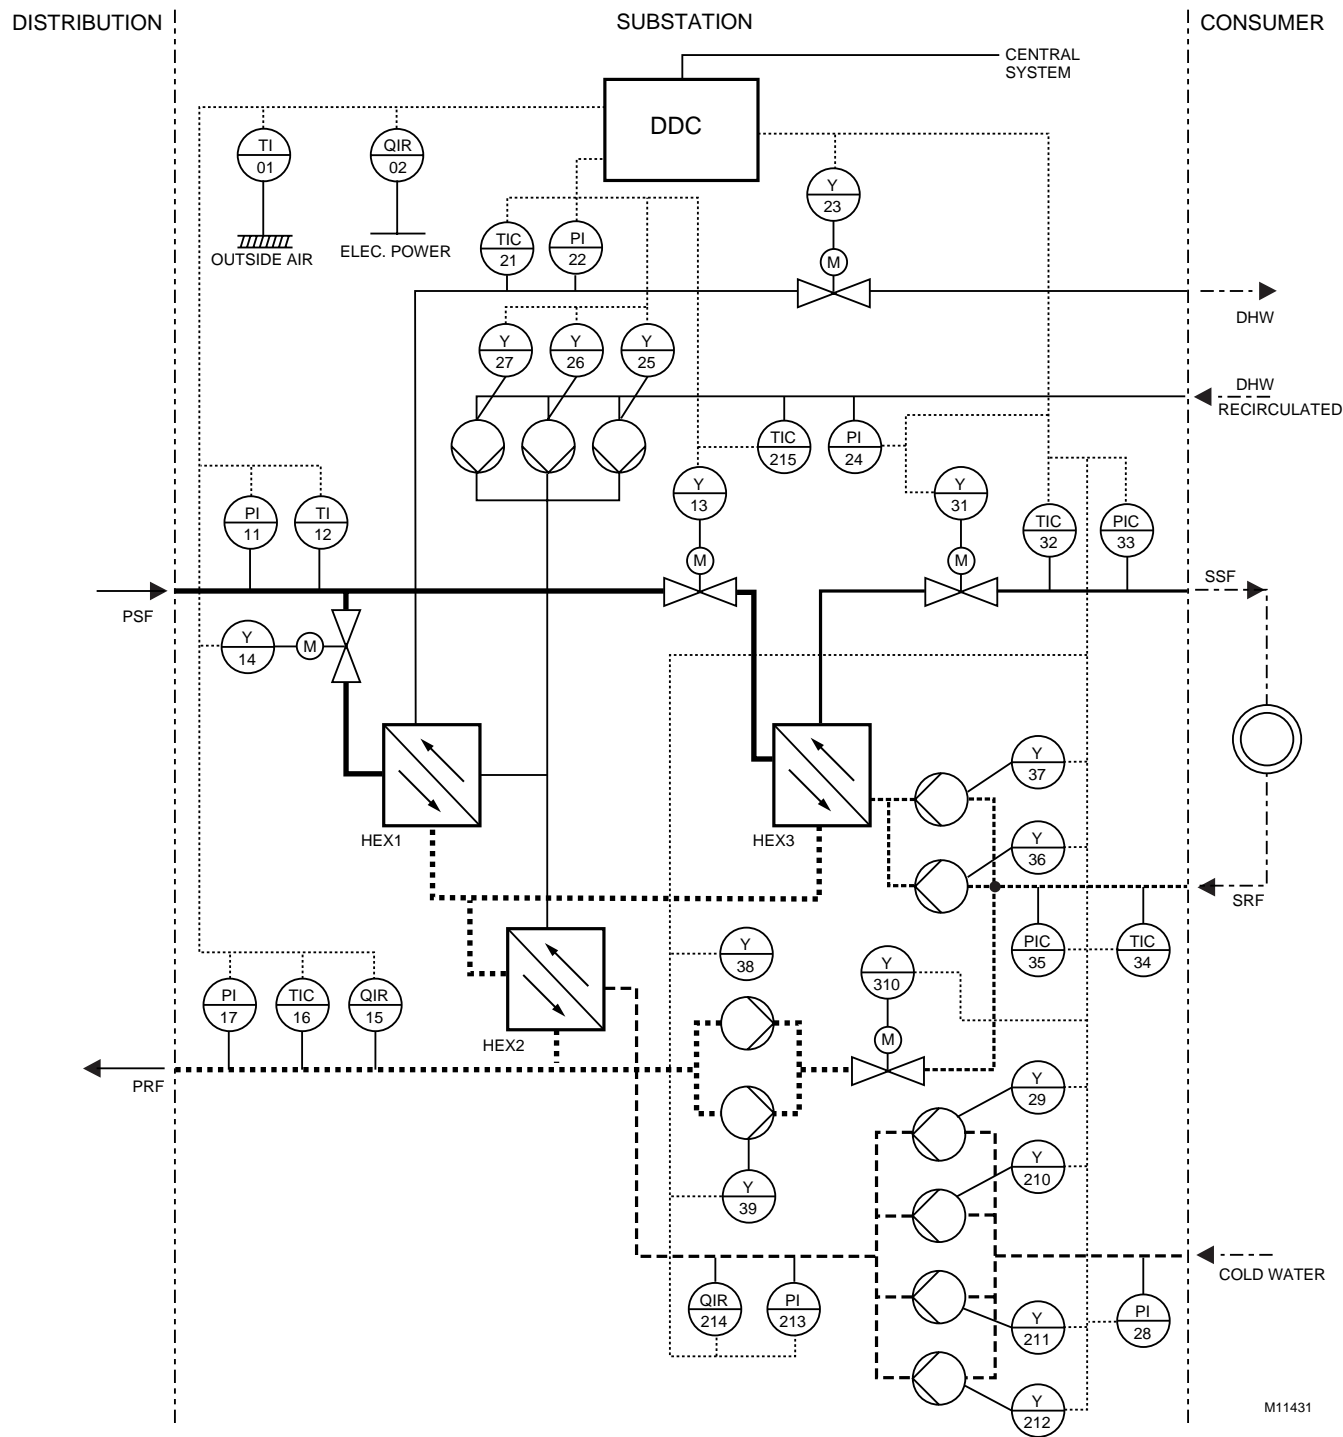 DISTRIBUTION
SUBSTATION
CONSUMER
CENTRAL
SYSTEM
DDC
TI
01
QIR
02
OUTSIDE AIR
ELEC. POWER
Y
23
M
TIC
21
PI
22
DHW
Y
27
Y
26
Y
25
DHW
RECIRCULATED
TIC
215
PI
24
PI
11
TI
12
Y
13
M
Y
31
M
TIC
32
PIC
33
PSF
SSF
Y
14
M
HEX1
HEX3
Y
37
Y
36
SRF
PIC
35
TIC
34
PI
17
TIC
16
QIR
15
HEX2
Y
38
Y
310
M
PRF
Y
39
Y
29
Y
210
COLD WATER
QIR
214
PI
213
Y
211
PI
28
Y
212
M11431